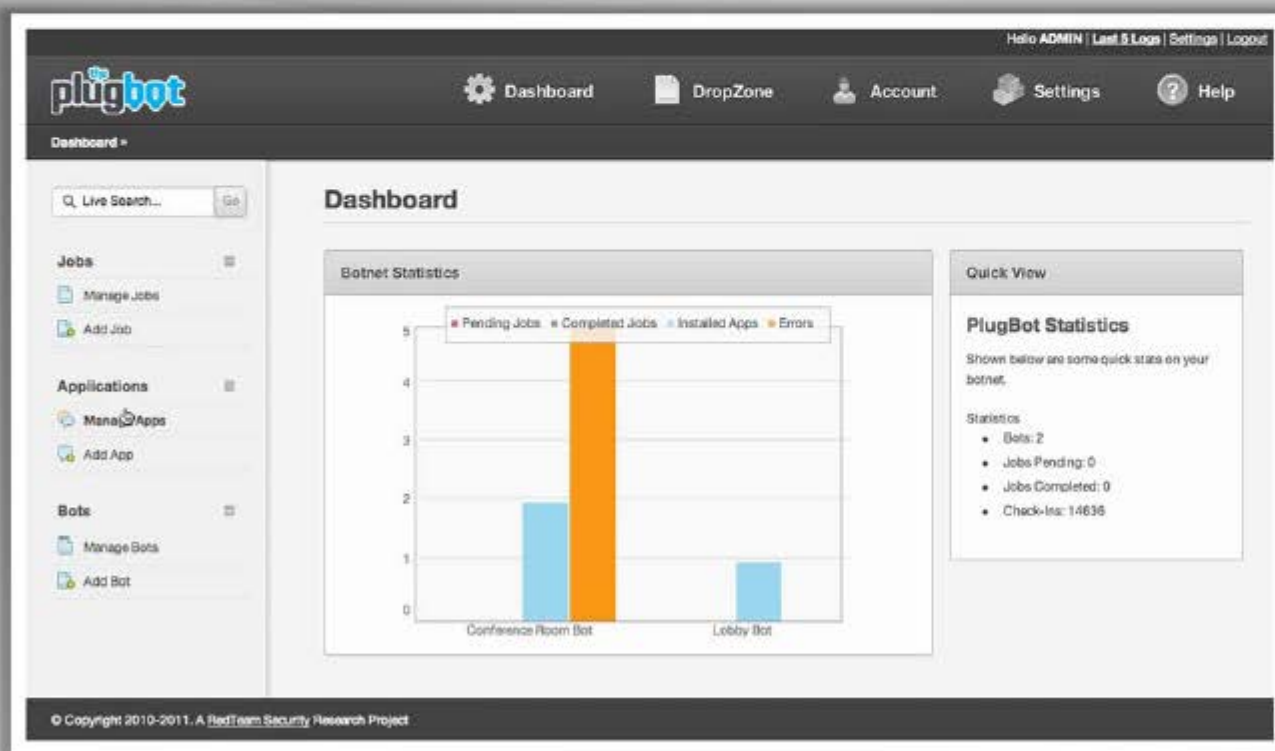 Hello ADMIN | Last 5 Logs | Settings | Logout
the plugbot
Dashboard
DropZone
Account
Settings
Help
Dashboard »
Live Search...
Go
Jobs
Manage Jobs
Add Job
Applications
Manage Apps
Add App
Bots
Manage Bots
Add Bot
Dashboard
Botnet Statistics
Pending Jobs Completed Jobs Installed Apps Errors
5
4
3
2
1
0
Conference Room Bot
Lobby Bot
Quick View
PlugBot Statistics
Shown below are some quick stats on your
botnet.
Statistics
Bots: 2
Jobs Pending: 0
Jobs Completed: 0
Check-Ins: 14636
© Copyright 2010-2011. A RedTeam Security Research Project